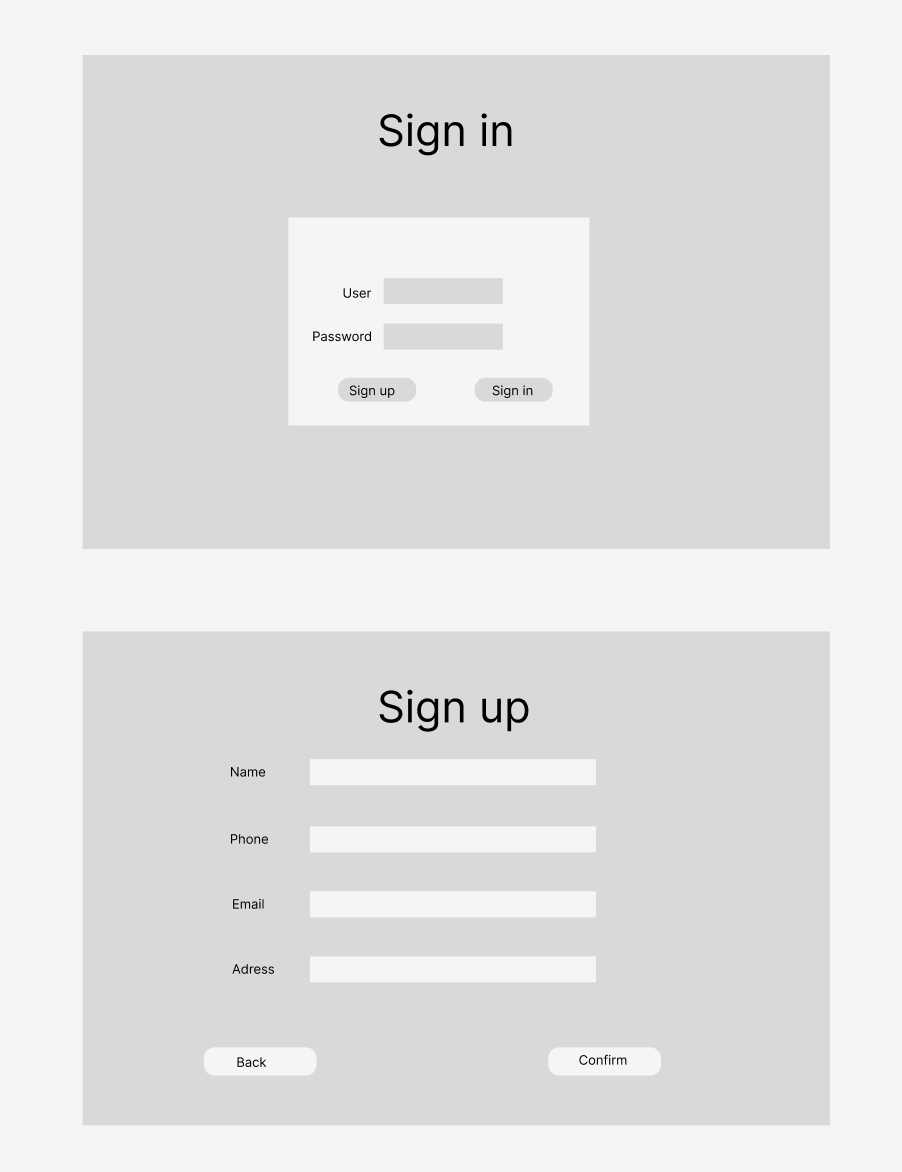 Sign in
User
Password
Sign up Sign in
Sign up
Name
Phone
Email
Adress
Back Confirm